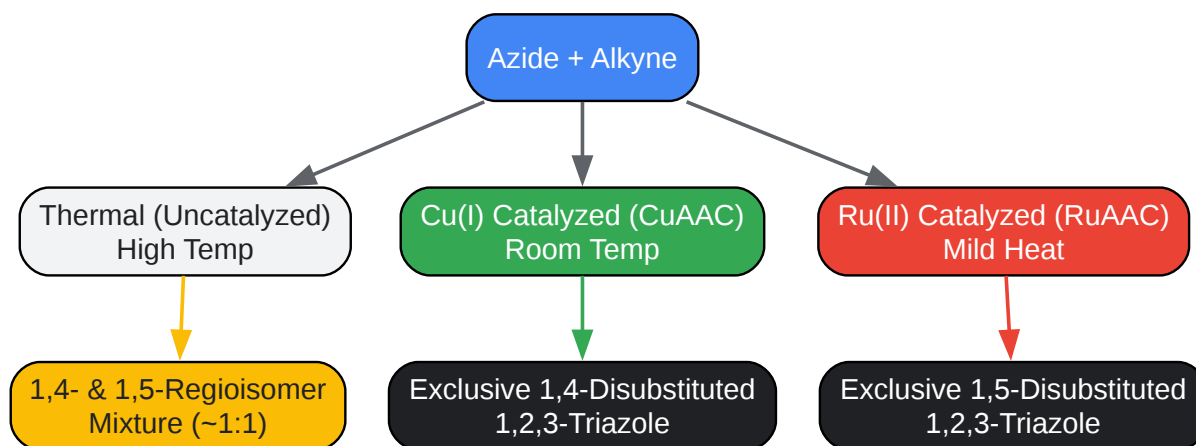 Azide + Alkyne
Thermal (Uncatalyzed)
High Temp
Cu(I) Catalyzed (CuAAC)
Room Temp
Ru(II) Catalyzed (RuAAC)
Mild Heat
1,4- & 1,5-Regioisomer
Mixture (~1:1)
Exclusive 1,4-Disubstituted
1,2,3-Triazole
Exclusive 1,5-Disubstituted
1,2,3-Triazole